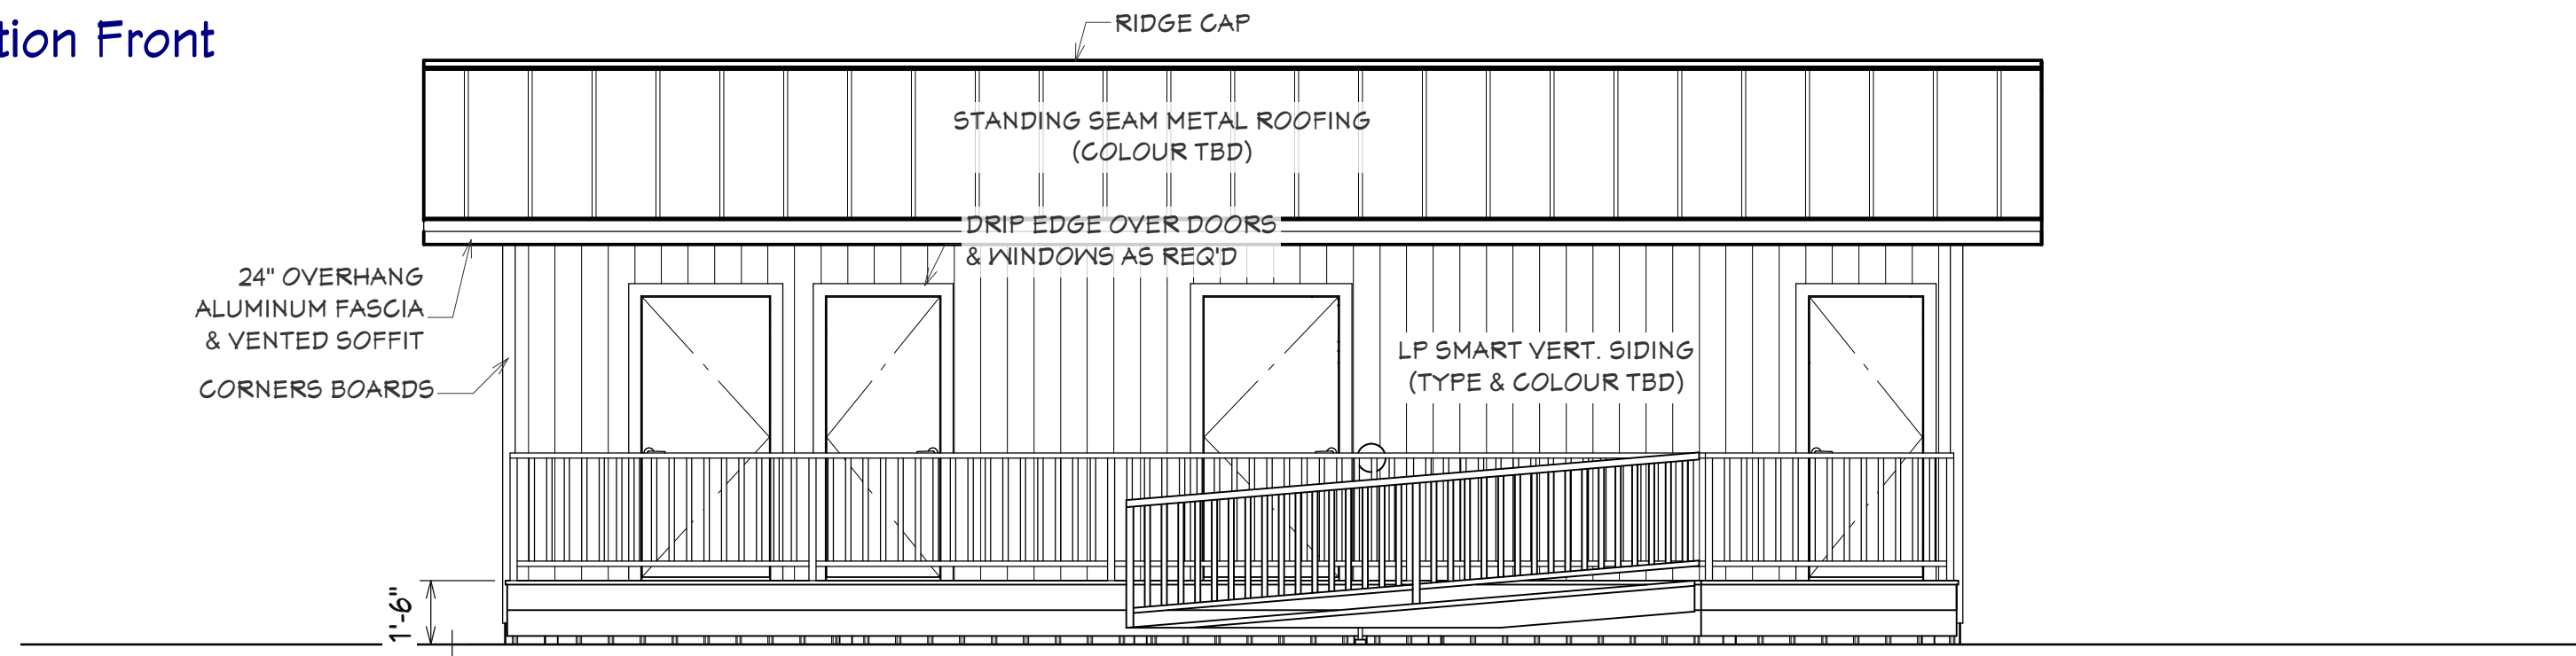 tion Front
RIDGE CAP
STANDING SEAM METAL ROOFING
(COLOUR TBD)
DRIP EDGE OVER DOORS
& WINDOWS AS REQ'D
24" OVERHANG
ALUMINUM FASCIA
& VENTED SOFFIT
CORNERS BOARDS
LP SMART VERT. SIDING
(TYPE & COLOUR TBD)
1'-6"